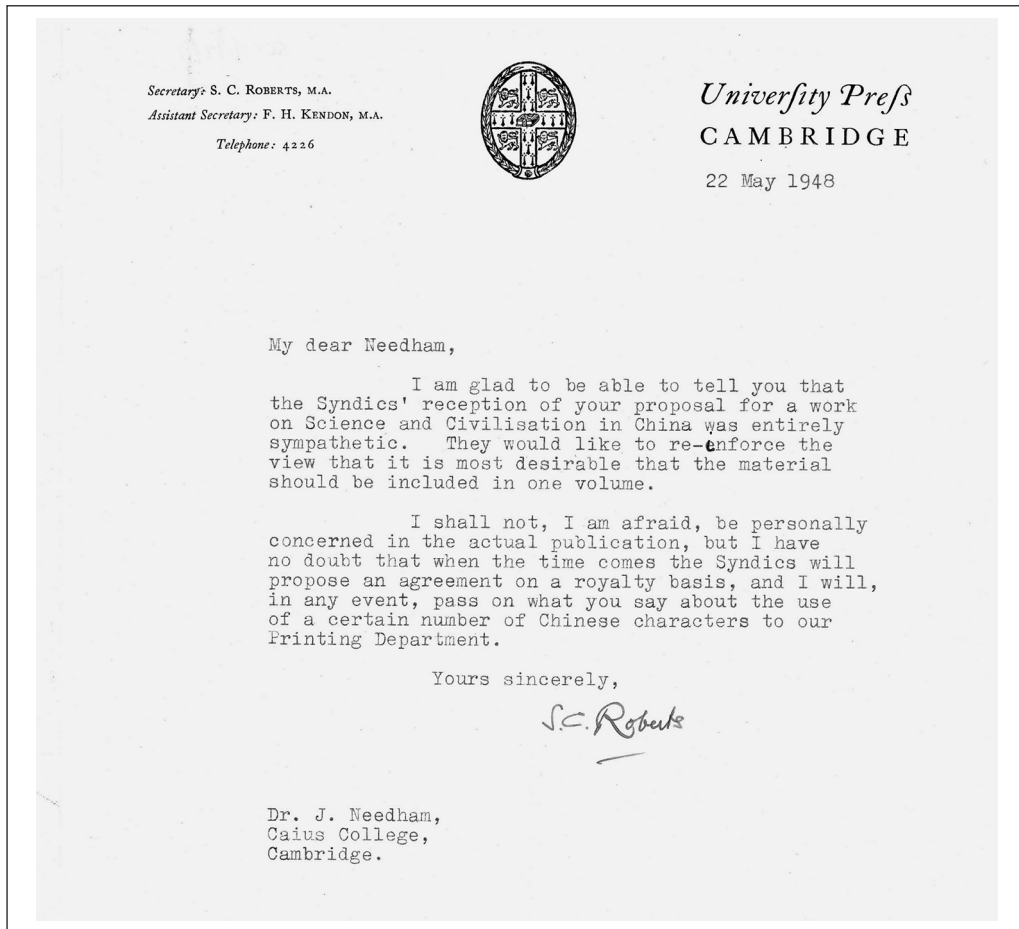 Secretary: S. C. ROBERTS, M.A.
Assistant Secretary: F. H. KENDON, M.A.
Telephone: 4226
Univerſity Preſs
CAMBRIDGE
22 May 1948
My dear Needham,
I am glad to be able to tell you that
the Syndics' reception of your proposal for a work
on Science and Civilisation in China was entirely
sympathetic. They would like to re-enforce the
view that it is most desirable that the material
should be included in one volume.
I shall not, I am afraid, be personally
concerned in the actual publication, but I have
no doubt that when the time comes the Syndics will
propose an agreement on a royalty basis, and I will,
in any event, pass on what you say about the use
of a certain number of Chinese characters to our
Printing Department.
Yours sincerely,
S.C. Roberts
Dr. J. Needham,
Caius College,
Cambridge.